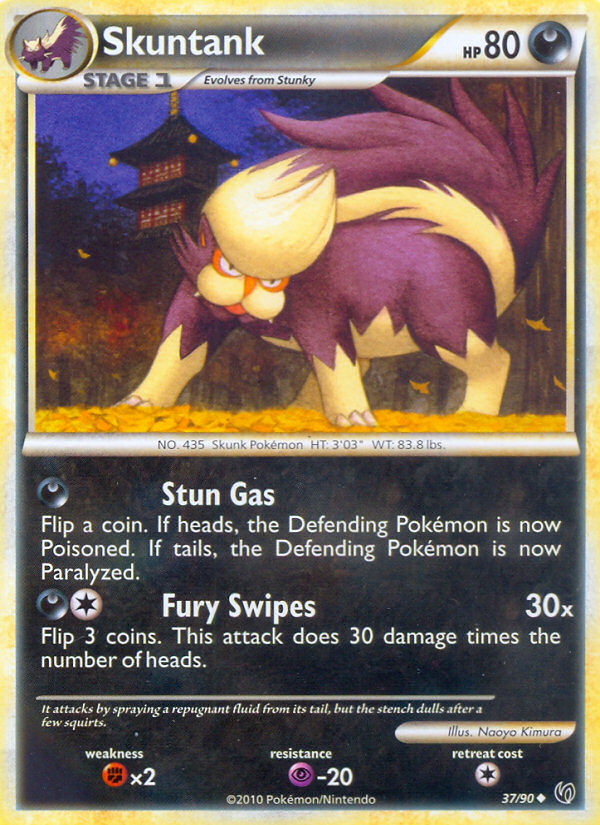 Skuntank
HP 80
STAGE 1
Evolves from Stunky
NO. 435 Skunk Pokémon HT: 3'03" WT: 83.8 lbs.
Stun Gas
Flip a coin. If heads, the Defending Pokémon is now
Poisoned. If tails, the Defending Pokémon is now
Paralyzed.
Fury Swipes 30x
Flip 3 coins. This attack does 30 damage times the
number of heads.
It attacks by spraying a repugnant fluid from its tail, but the stench dulls after a
few squirts.
Illus. Naoyo Kimura
weakness resistance retreat cost
x2 -20
©2010 Pokémon/Nintendo
37/90